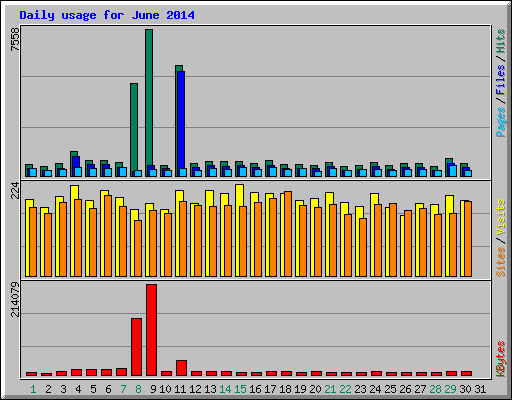 Daily usage for June 2014
7558
224
214079
Pages / Files / Hits
Sites / Visits
KBytes
1 2 3 4 5 6 7 8 9 10 11 12 13 14 15 16 17 18 19 20 21 22 23 24 25 26 27 28 29 30 31